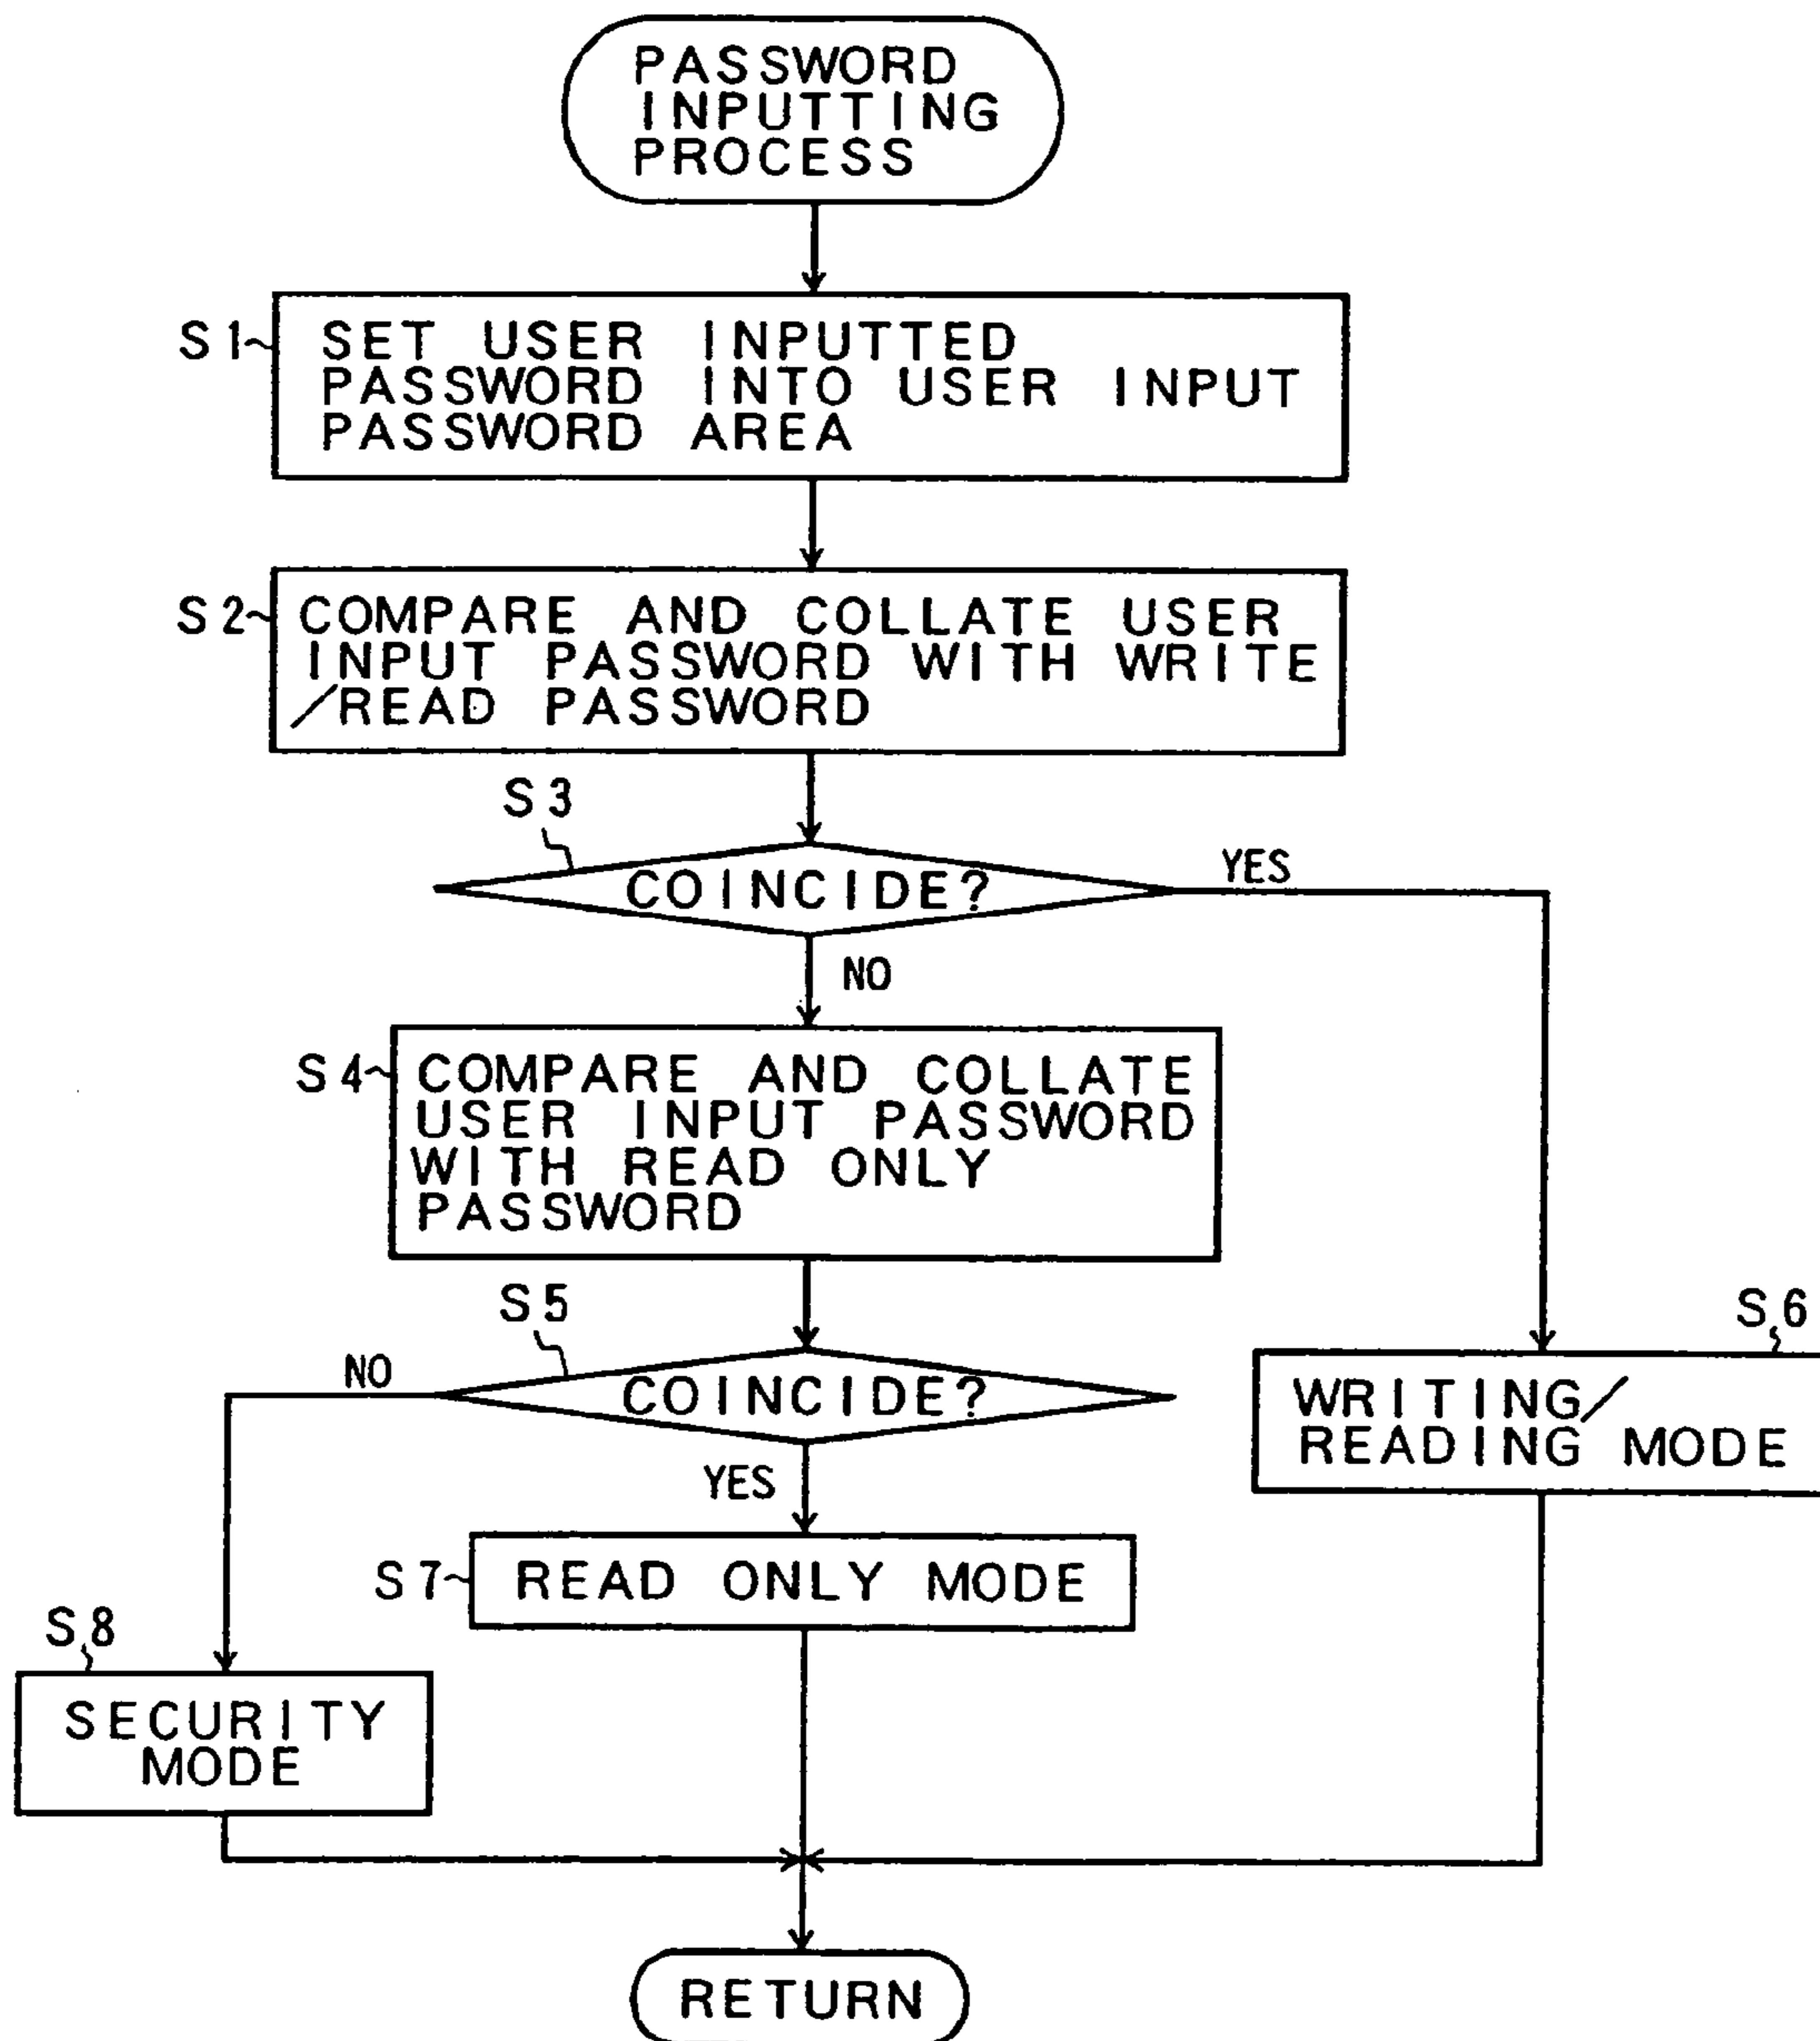 PASSWORD
INPUTTING
PROCESS
S1
SET USER INPUTTED
PASSWORD INTO USER INPUT
PASSWORD AREA
S2
COMPARE AND COLLATE USER
INPUT PASSWORD WITH WRITE
/READ PASSWORD
S3
COINCIDE?
YES
NO
S4
COMPARE AND COLLATE
USER INPUT PASSWORD
WITH READ ONLY
PASSWORD
S5
COINCIDE?
NO
YES
S6
WRITING/
READING MODE
S7
READ ONLY MODE
S8
SECURITY
MODE
RETURN